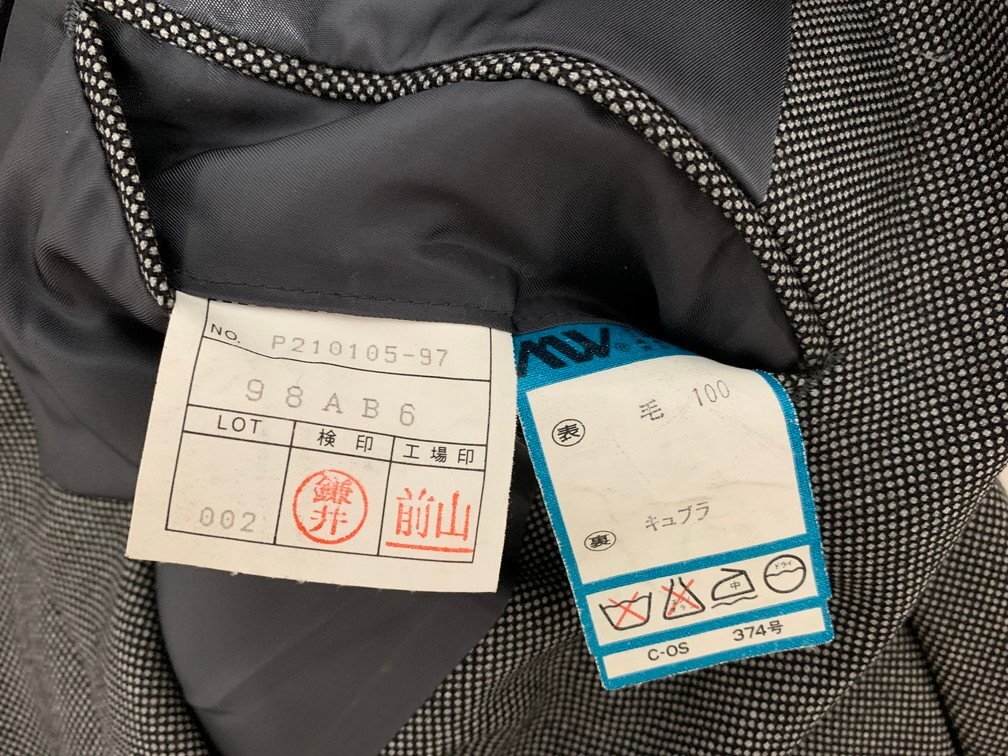 NO. P210105-97
98AB6
LOT 検印 工場印
002 鎌井 前山
表 毛 100
裏 キュプラ
中 ドライ
C-OS 374号